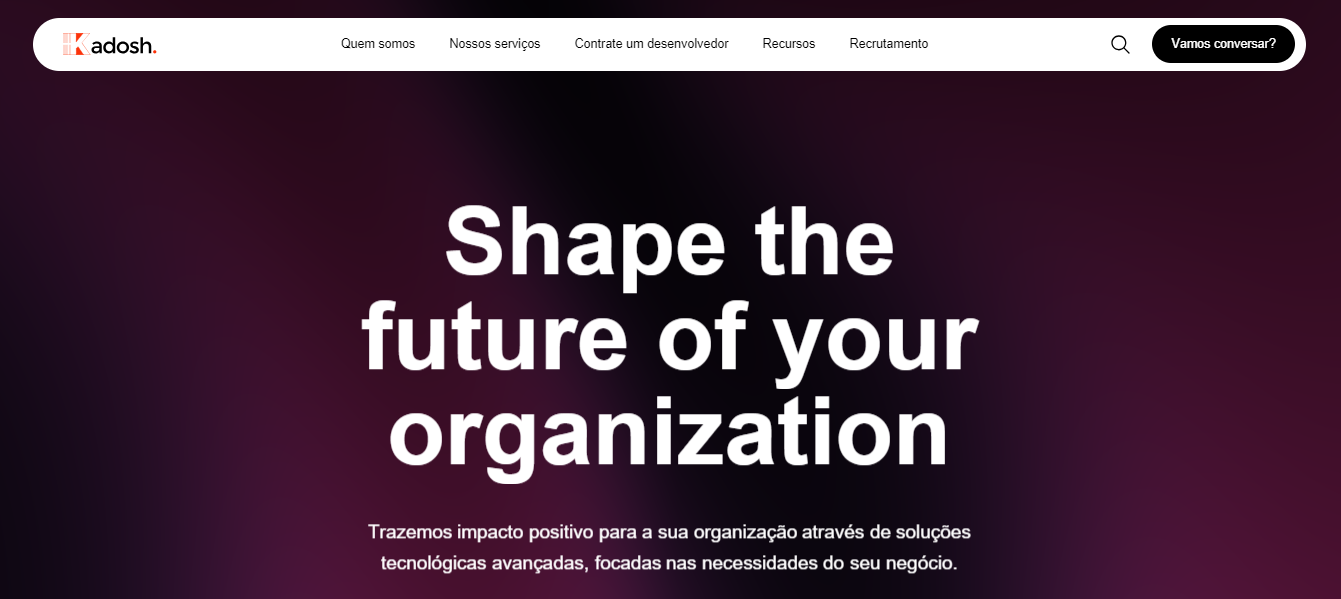 Kadosh.
Quem somos
Nossos serviços
Contrate um desenvolvedor
Recursos
Recrutamento
Vamos conversar?
Shape the
future of your
organization
Trazemos impacto positivo para a sua organização através de soluções
tecnológicas avançadas, focadas nas necessidades do seu negócio.